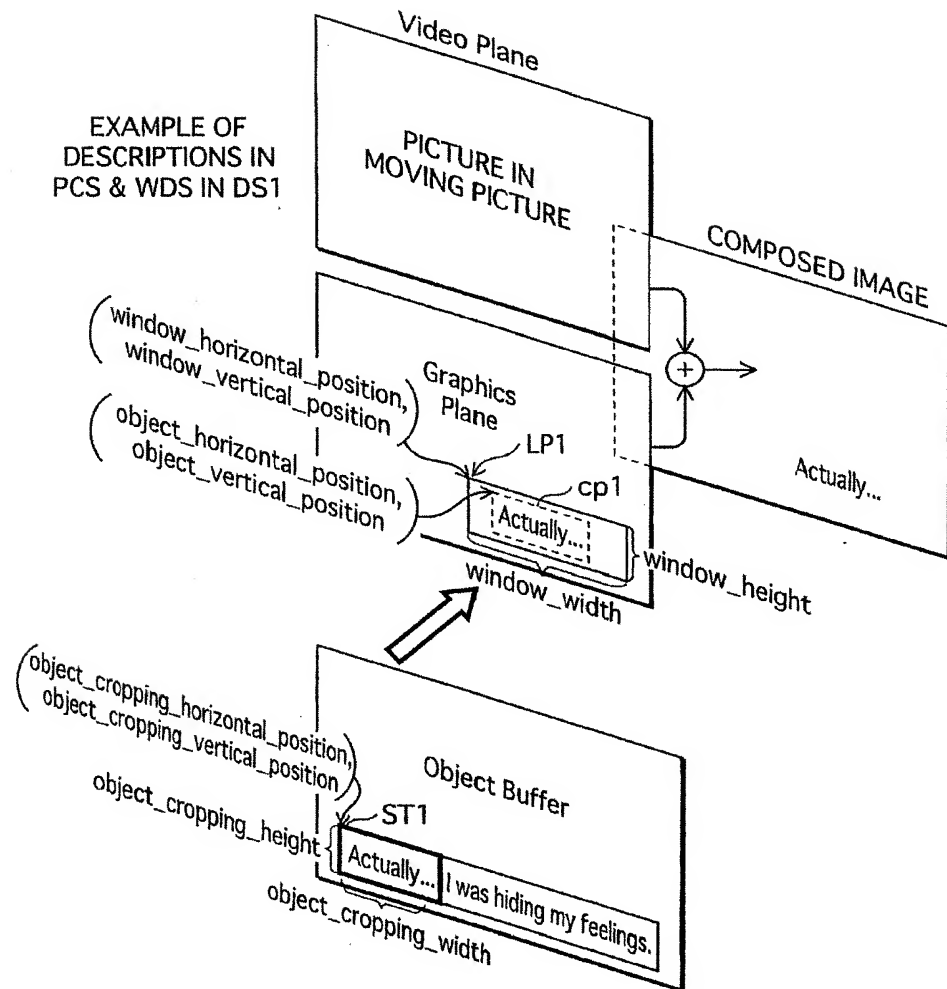 Video Plane
EXAMPLE OF
DESCRIPTIONS IN
PCS & WDS IN DS1
PICTURE IN
MOVING PICTURE
COMPOSED IMAGE
window_horizontal_position,
window_vertical_position
Graphics
Plane
+
object_horizontal_position,
object_vertical_position
LP1
cp1
Actually...
Actually...
window_height
window_width
object_cropping_horizontal_position,
object_cropping_vertical_position
Object Buffer
object_cropping_height
ST1
Actually... I was hiding my feelings.
object_cropping_width